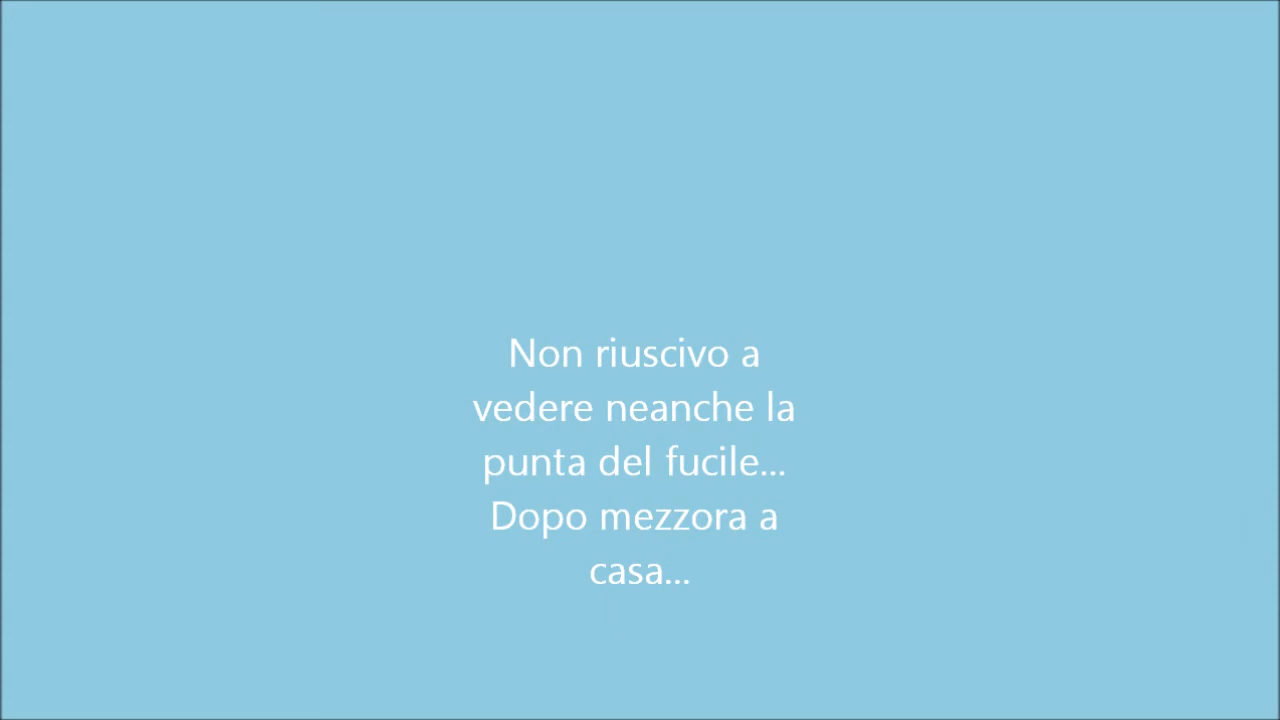 Non riuscivo a
vedere neanche la
punta del fucile...
Dopo mezzora a
casa...